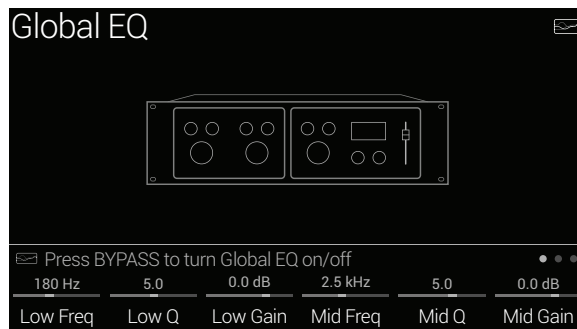 Global EQ
Press BYPASS to turn Global EQ on/off
180 Hz 5.0 0.0 dB 2.5 kHz 5.0 0.0 dB
Low Freq Low Q Low Gain Mid Freq Mid Q Mid Gain